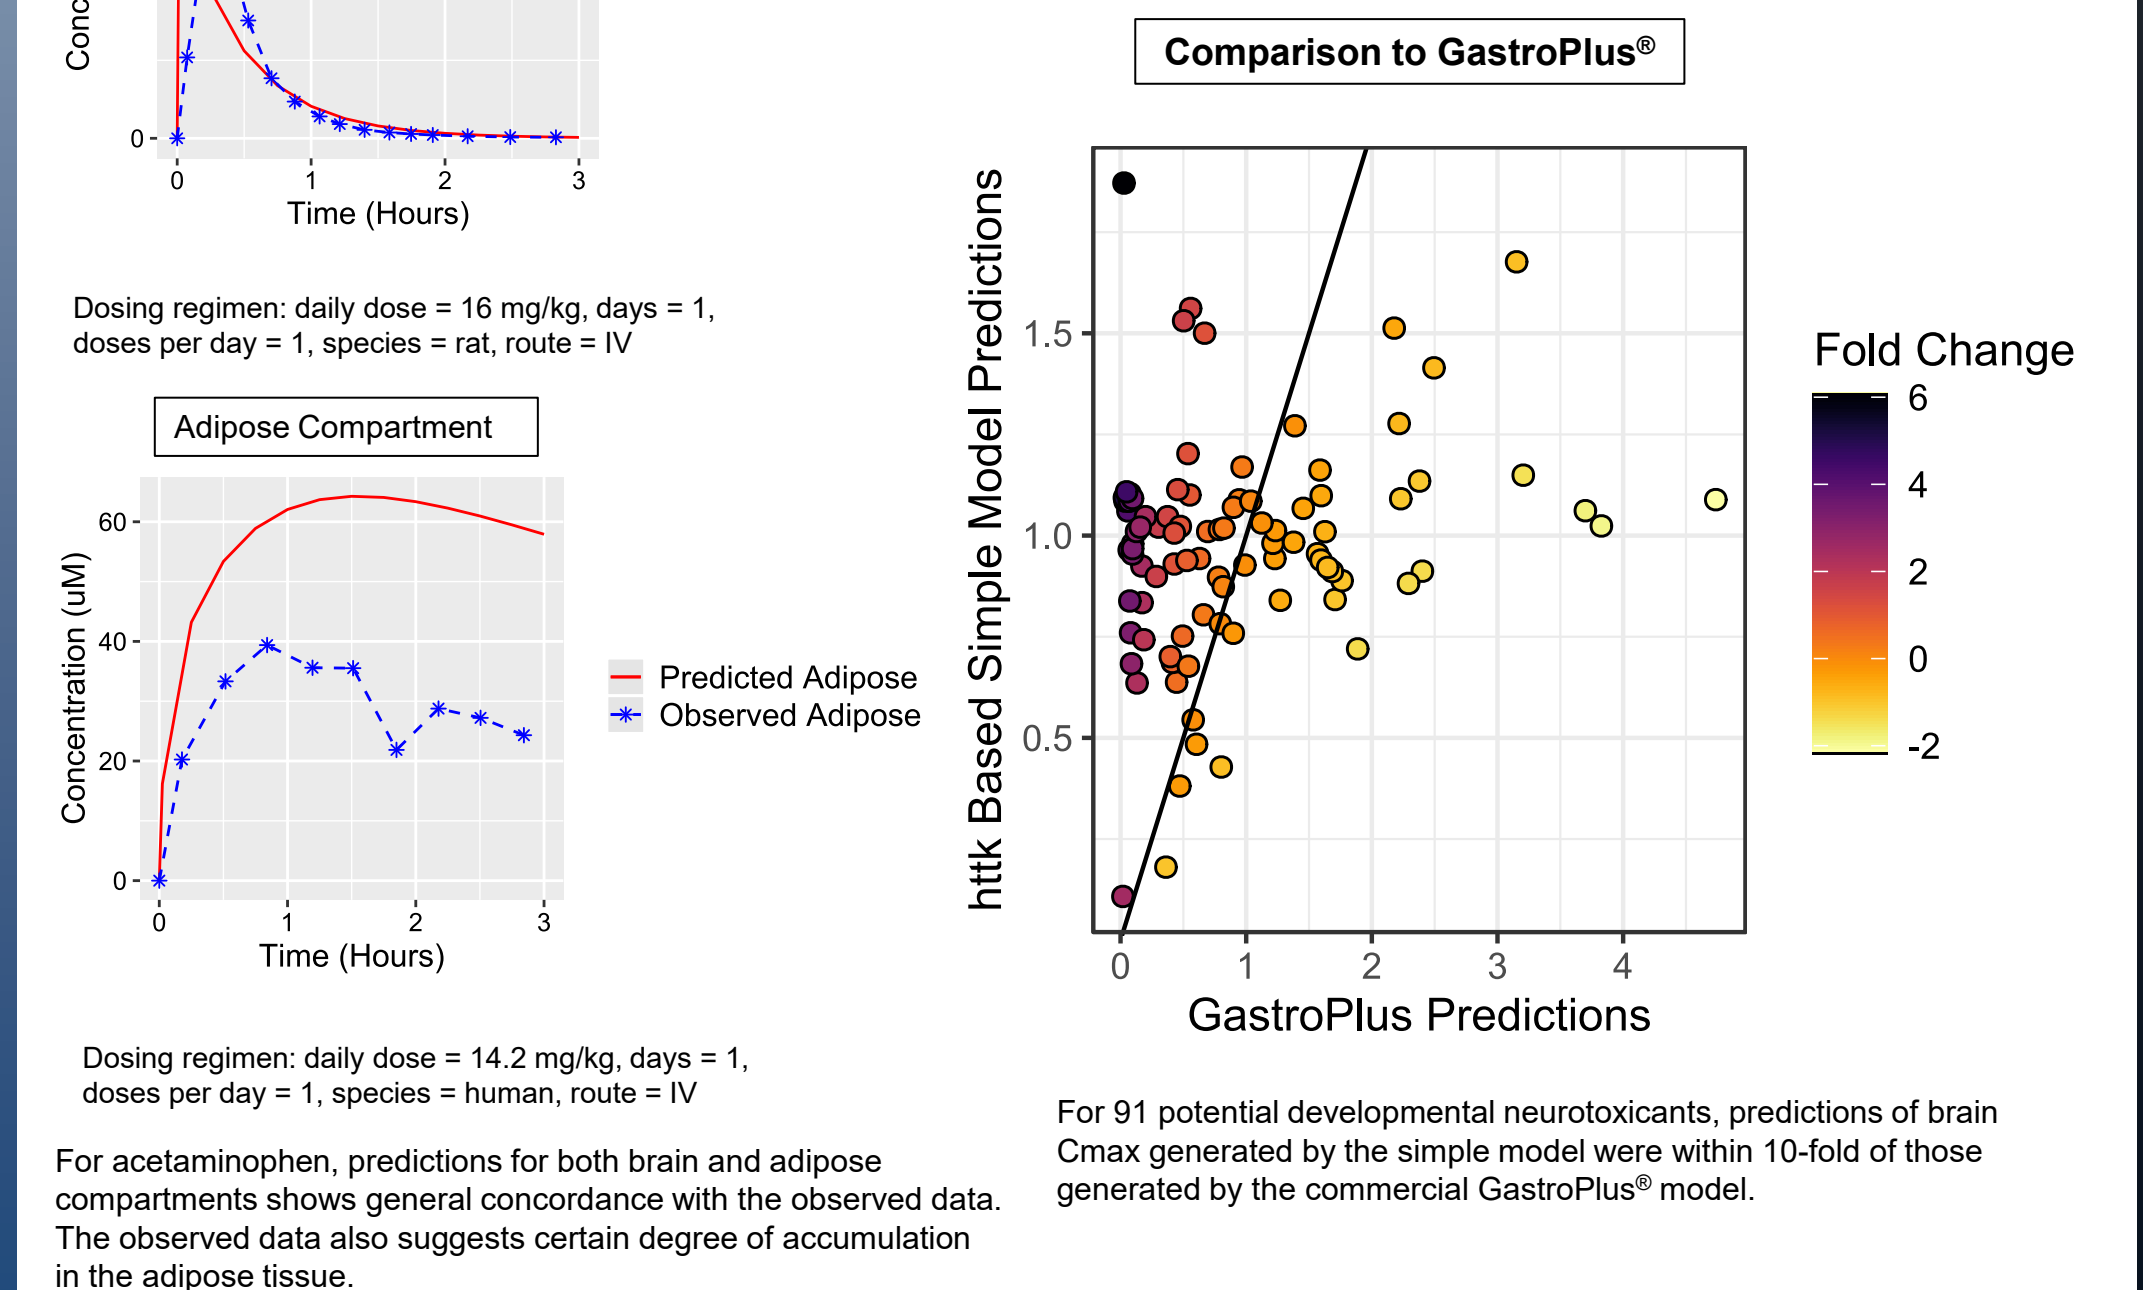 Conc
0
0 1 2 3
Time (Hours)
Dosing regimen: daily dose = 16 mg/kg, days = 1,
doses per day = 1, species = rat, route = IV
Adipose Compartment
Concentration (uM)
60
40
20
0
0 1 2 3
Time (Hours)
Predicted Adipose
Observed Adipose
Dosing regimen: daily dose = 14.2 mg/kg, days = 1,
doses per day = 1, species = human, route = IV
For acetaminophen, predictions for both brain and adipose
compartments shows general concordance with the observed data.
The observed data also suggests certain degree of accumulation
in the adipose tissue.
Comparison to GastroPlus®
httk Based Simple Model Predictions
1.5
1.0
0.5
0 1 2 3 4
GastroPlus Predictions
Fold Change
6
4
2
0
-2
For 91 potential developmental neurotoxicants, predictions of brain
Cmax generated by the simple model were within 10-fold of those
generated by the commercial GastroPlus® model.